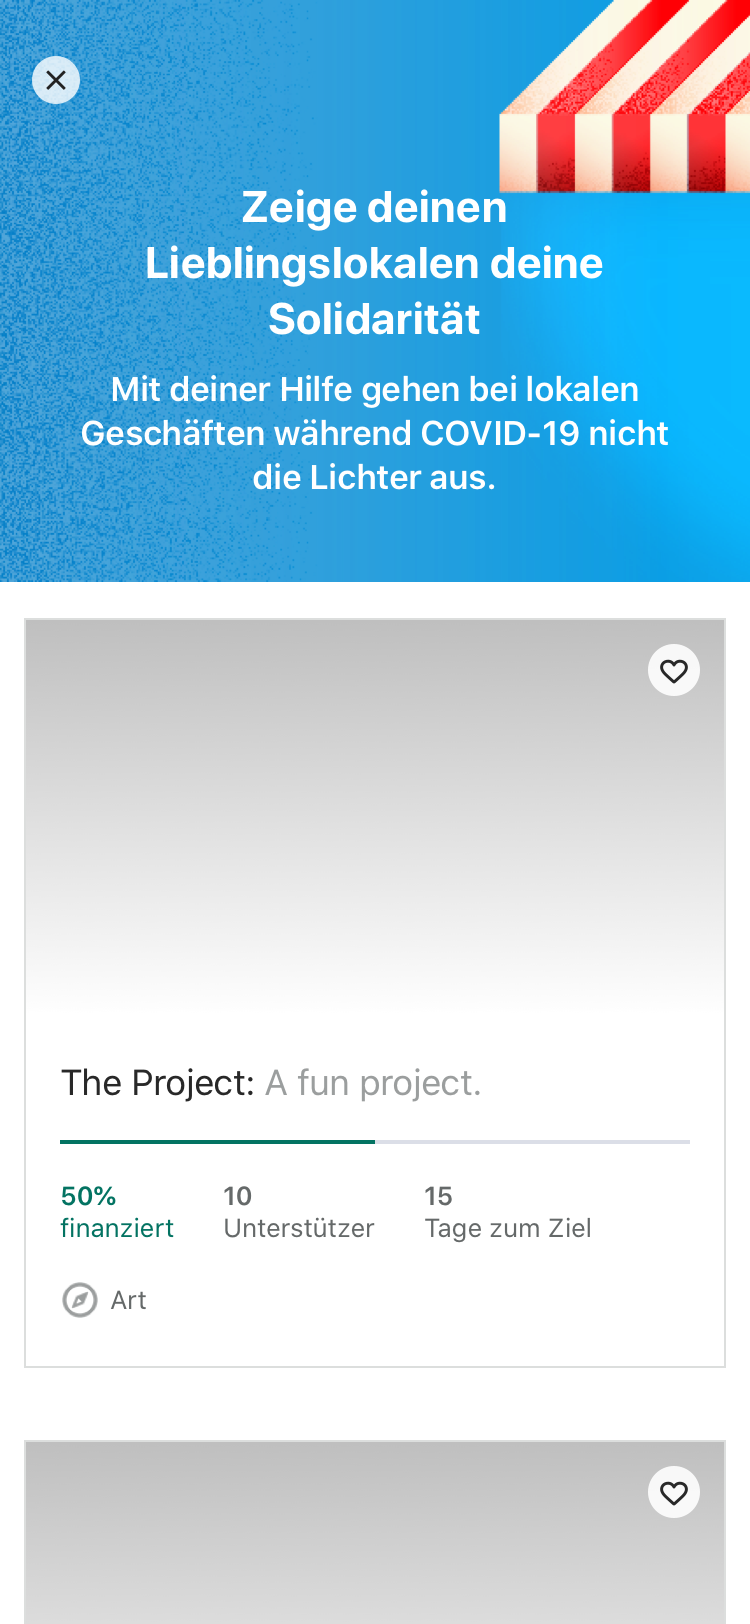 Zeige deinen
Lieblingslokalen deine
Solidarität
Mit deiner Hilfe gehen bei lokalen
Geschäften während COVID-19 nicht
die Lichter aus.
The Project: A fun project.
50% 10 15
finanziert Unterstützer Tage zum Ziel
Art